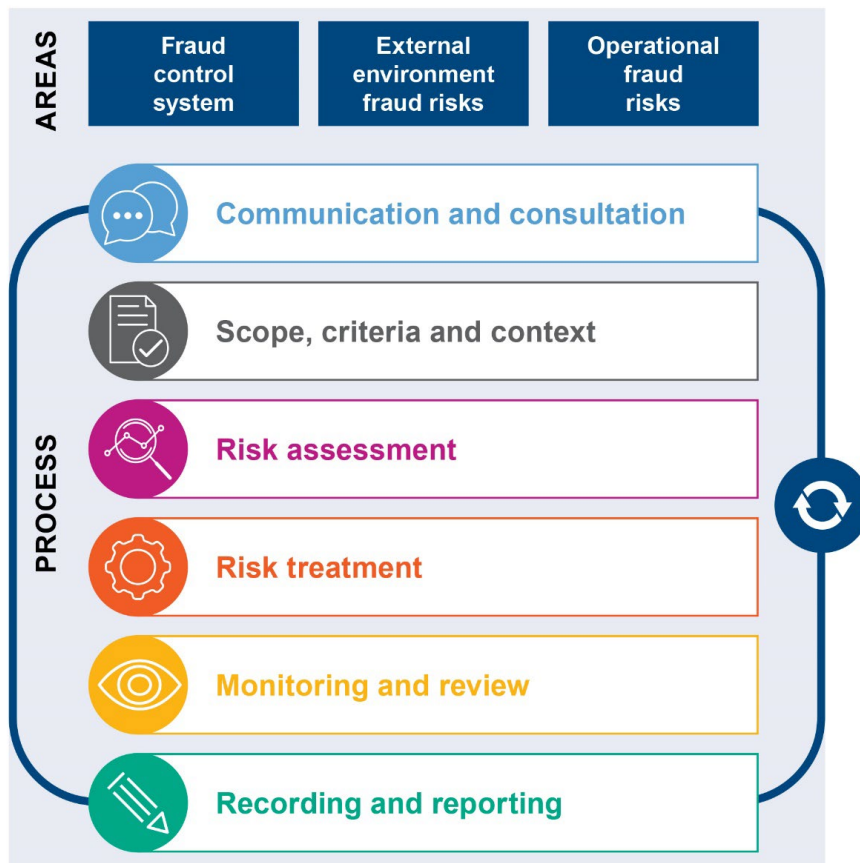 AREAS
Fraud
control
system
External
environment
fraud risks
Operational
fraud
risks
PROCESS
Communication and consultation
Scope, criteria and context
Risk assessment
Risk treatment
Monitoring and review
Recording and reporting